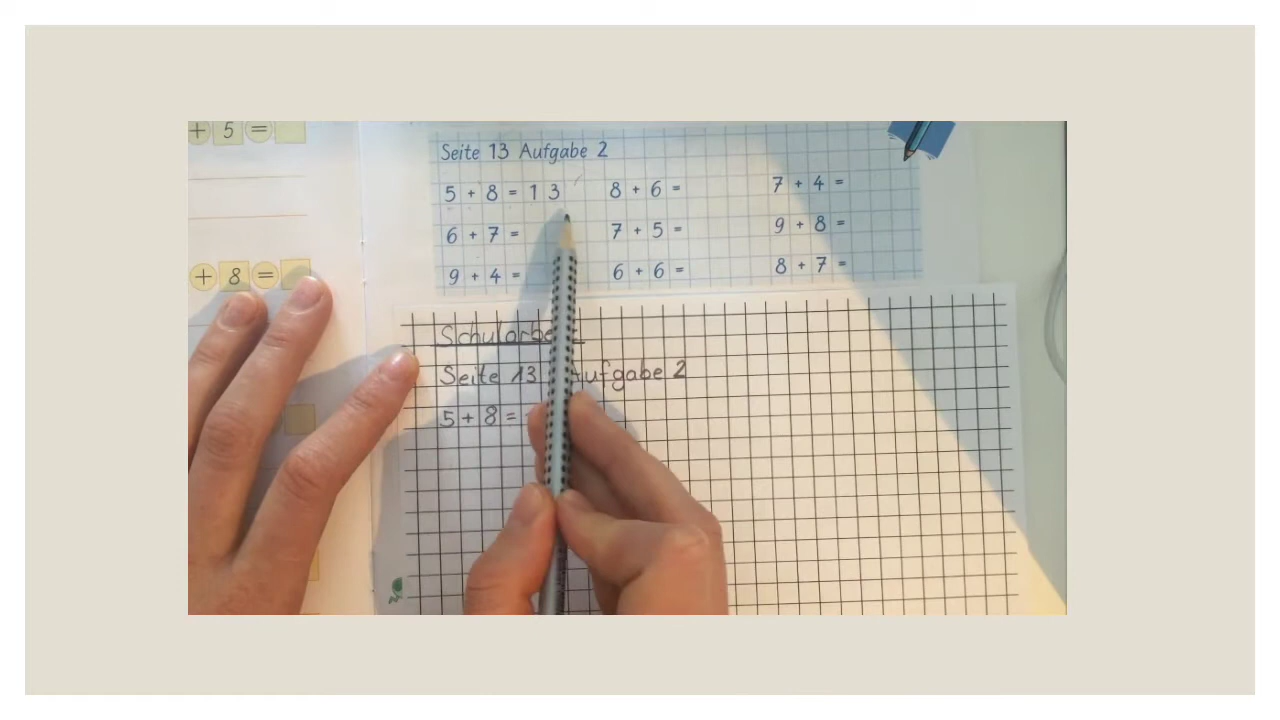 + 5 =
Seite 13 Aufgabe 2
5 + 8 = 1 3 8 + 6 = 7 + 4 =
6 + 7 = 7 + 5 = 9 + 8 =
9 + 4 = 6 + 6 = 8 + 7 =
+ 8 =
Seite 13 Aufgabe 2
5 + 8 =